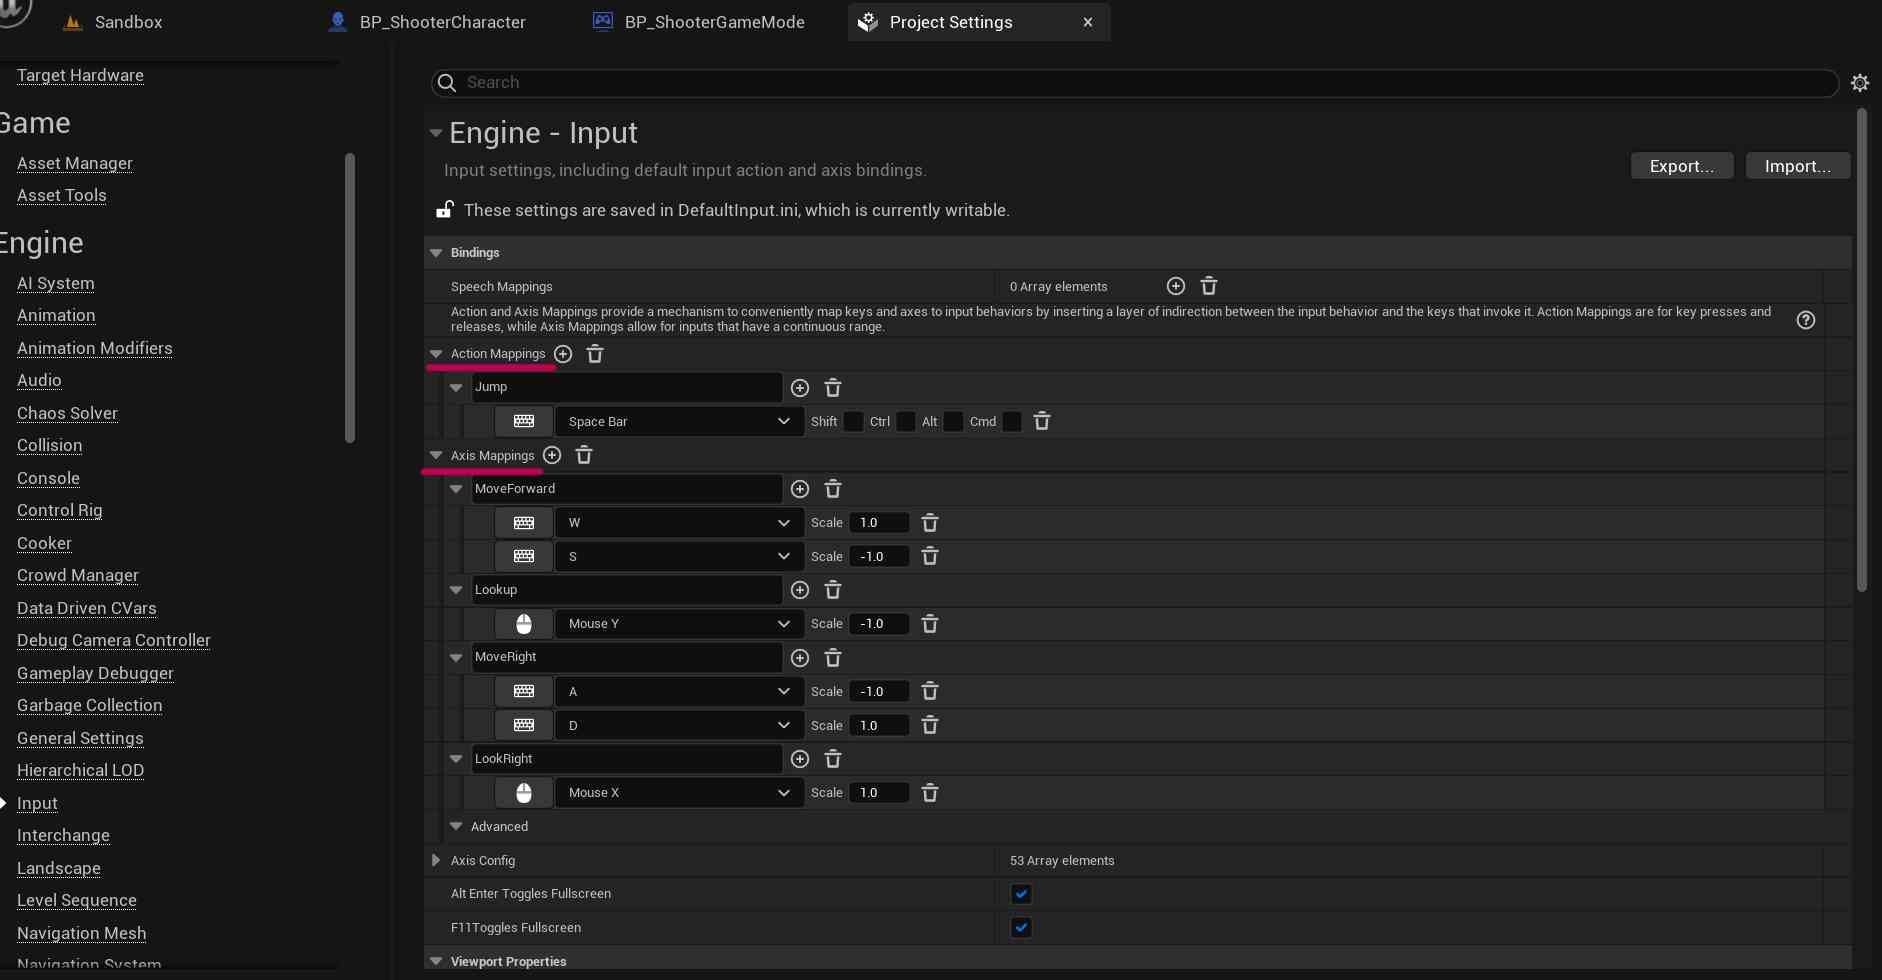 Sandbox
BP_ShooterCharacter
BP_ShooterGameMode
Project Settings
Target Hardware
Game
Asset Manager
Asset Tools
Engine
AI System
Animation
Animation Modifiers
Audio
Chaos Solver
Collision
Console
Control Rig
Cooker
Crowd Manager
Data Driven CVars
Debug Camera Controller
Gameplay Debugger
Garbage Collection
General Settings
Hierarchical LOD
Input
Interchange
Landscape
Level Sequence
Navigation Mesh
Navigation System
Search
Engine - Input
Input settings, including default input action and axis bindings.
Export...
Import...
These settings are saved in DefaultInput.ini, which is currently writable.
Bindings
Speech Mappings 0 Array elements
Action and Axis Mappings provide a mechanism to conveniently map keys and axes to input behaviors by inserting a layer of indirection between the input behavior and the keys that invoke it. Action Mappings are for key presses and
releases, while Axis Mappings allow for inputs that have a continuous range.
Action Mappings
Jump
Space Bar Shift Ctrl Alt Cmd
Axis Mappings
MoveForward
W Scale 1.0
S Scale -1.0
Lookup
Mouse Y Scale -1.0
MoveRight
A Scale -1.0
D Scale 1.0
LookRight
Mouse X Scale 1.0
Advanced
Axis Config 53 Array elements
Alt Enter Toggles Fullscreen
F11Toggles Fullscreen
Viewport Properties